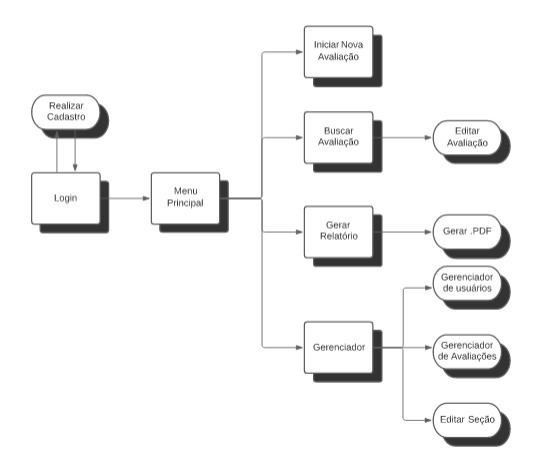 Realizar
Cadastro
Login
Menu
Principal
Iniciar Nova
Avaliação
Buscar
Avaliação
Editar
Avaliação
Gerar
Relatório
Gerar .PDF
Gerenciador
Gerenciador
de usuários
Gerenciador
de Avaliações
Editar Seção